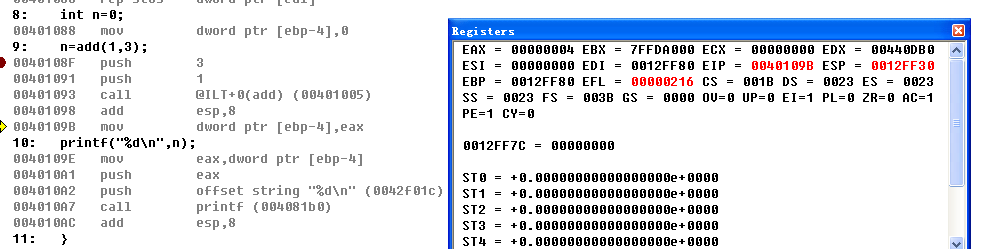 8: int n=0;
00401088 mov dword ptr [ebp-4],0
9: n=add(1,3);
0040108F push 3
00401091 push 1
00401093 call @ILT+0(add) (00401005)
00401098 add esp,8
0040109B mov dword ptr [ebp-4],eax
10: printf("%d\n",n);
0040109E mov eax,dword ptr [ebp-4]
004010A1 push eax
004010A2 push offset string "%d\n" (0042f01c)
004010A7 call printf (004081b0)
004010AC add esp,8
11: }
Registers
EAX = 00000004 EBX = 7FFDA000 ECX = 00000000 EDX = 00440DB0
ESI = 00000000 EDI = 0012FF80 EIP = 0040109B ESP = 0012FF30
EBP = 0012FF80 EFL = 00000216 CS = 001B DS = 0023 ES = 0023
SS = 0023 FS = 003B GS = 0000 OV=0 UP=0 EI=1 PL=0 ZR=0 AC=1
PE=1 CY=0
0012FF7C = 00000000
ST0 = +0.00000000000000000e+0000
ST1 = +0.00000000000000000e+0000
ST2 = +0.00000000000000000e+0000
ST3 = +0.00000000000000000e+0000
ST4 = +0.00000000000000000e+0000